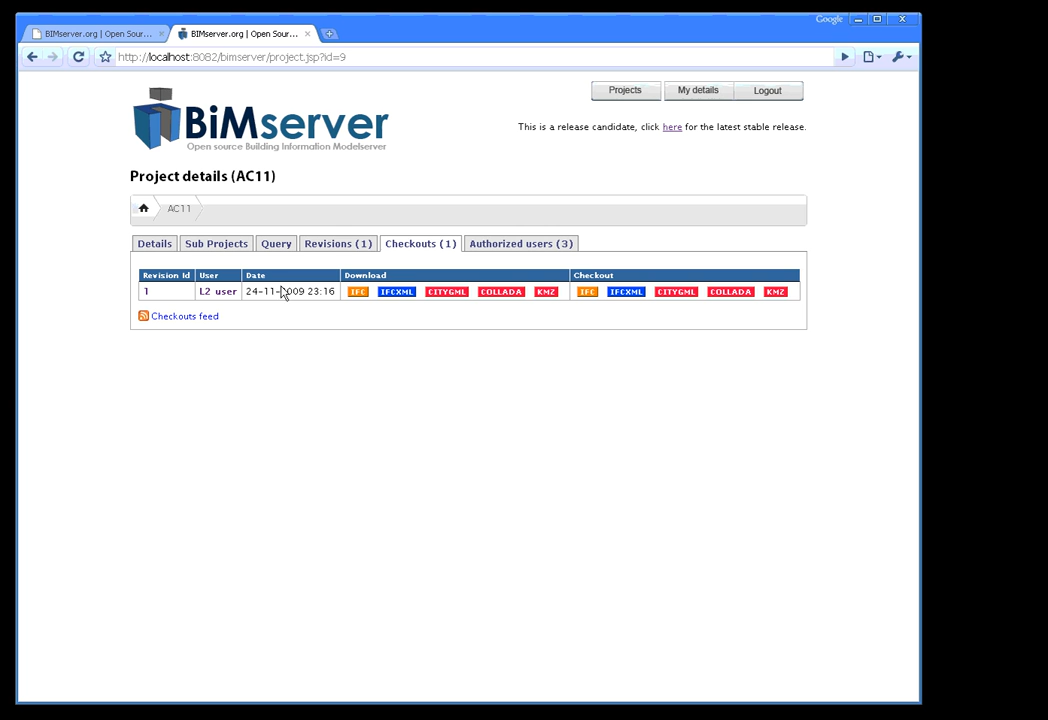 Google
BIMserver.org | Open Sour...
BIMserver.org | Open Sour...
http://localhost:8082/bimserver/project.jsp?id=9
Projects
My details
Logout
BiMserver
Open source Building Information Modelserver
This is a release candidate, click here for the latest stable release.
Project details (AC11)
AC11
Details
Sub Projects
Query
Revisions (1)
Checkouts (1)
Authorized users (3)
Revision Id User Date Download Checkout
1 L2 user 24-11-2009 23:16 IFC IFCXML CITYGML COLLADA KMZ IFC IFCXML CITYGML COLLADA KMZ
Checkouts feed